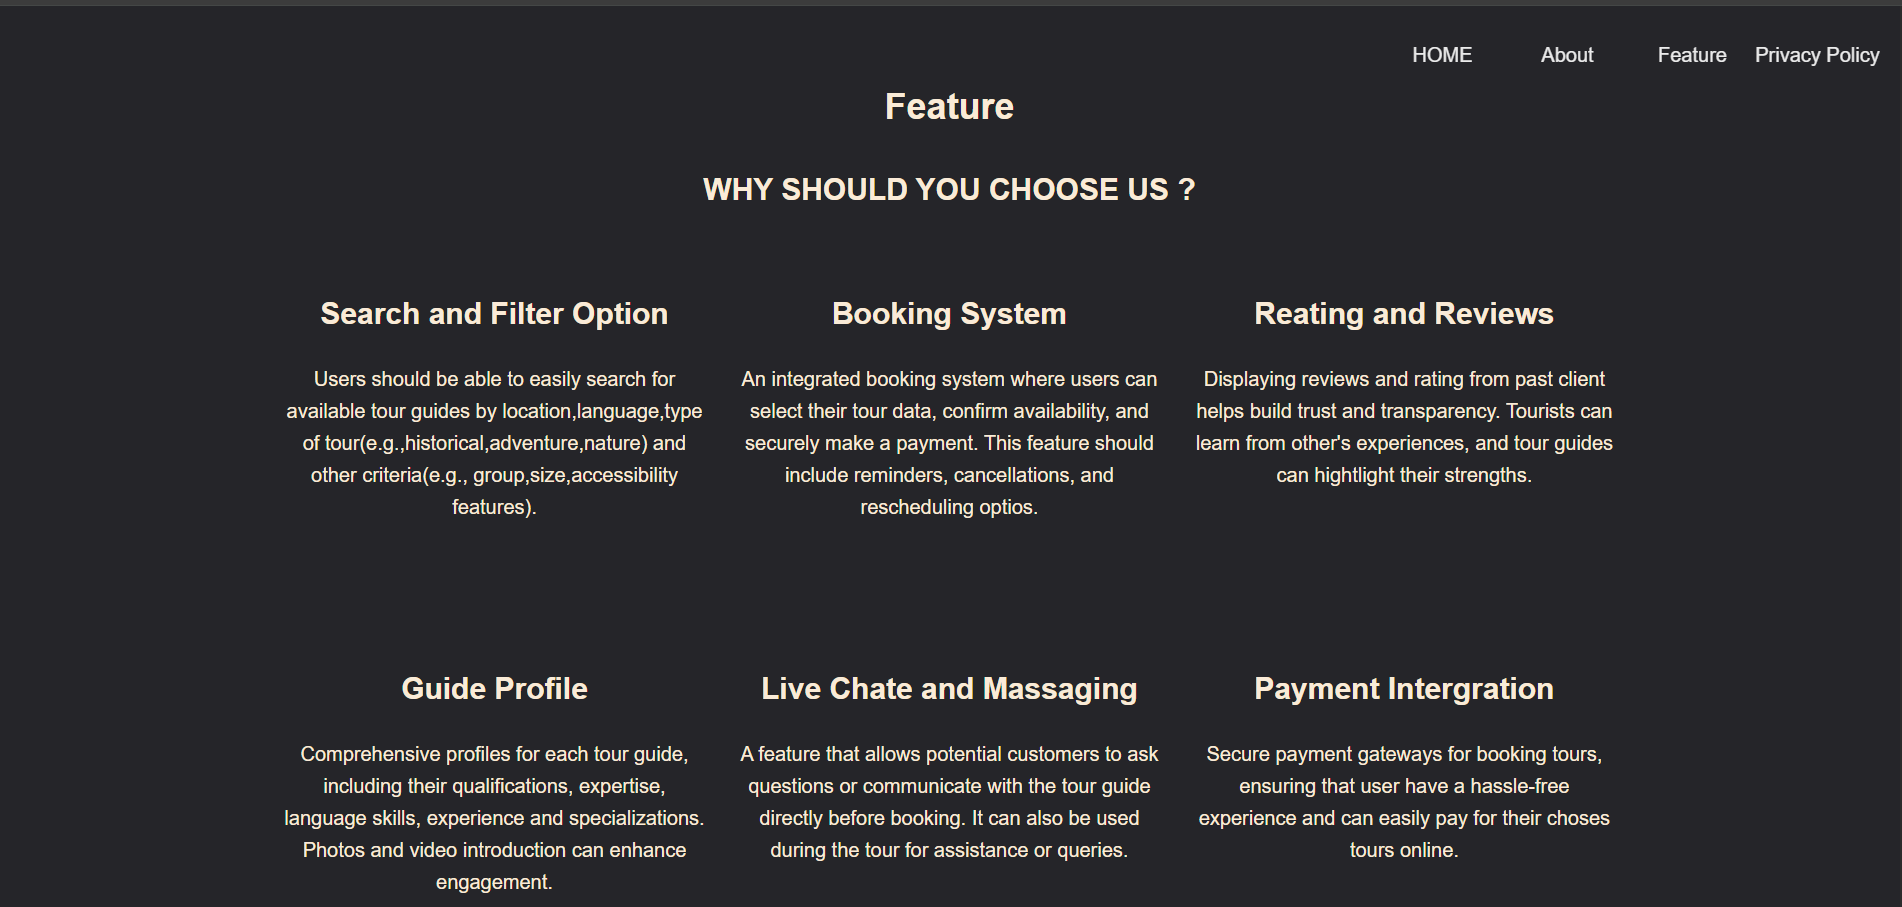 HOME About Feature Privacy Policy
Feature
WHY SHOULD YOU CHOOSE US ?
Search and Filter Option
Users should be able to easily search for
available tour guides by location,language,type
of tour(e.g.,historical,adventure,nature) and
other criteria(e.g., group,size,accessibility
features).
Booking System
An integrated booking system where users can
select their tour data, confirm availability, and
securely make a payment. This feature should
include reminders, cancellations, and
rescheduling optios.
Reating and Reviews
Displaying reviews and rating from past client
helps build trust and transparency. Tourists can
learn from other's experiences, and tour guides
can hightlight their strengths.
Guide Profile
Comprehensive profiles for each tour guide,
including their qualifications, expertise,
language skills, experience and specializations.
Photos and video introduction can enhance
engagement.
Live Chate and Massaging
A feature that allows potential customers to ask
questions or communicate with the tour guide
directly before booking. It can also be used
during the tour for assistance or queries.
Payment Intergration
Secure payment gateways for booking tours,
ensuring that user have a hassle-free
experience and can easily pay for their choses
tours online.